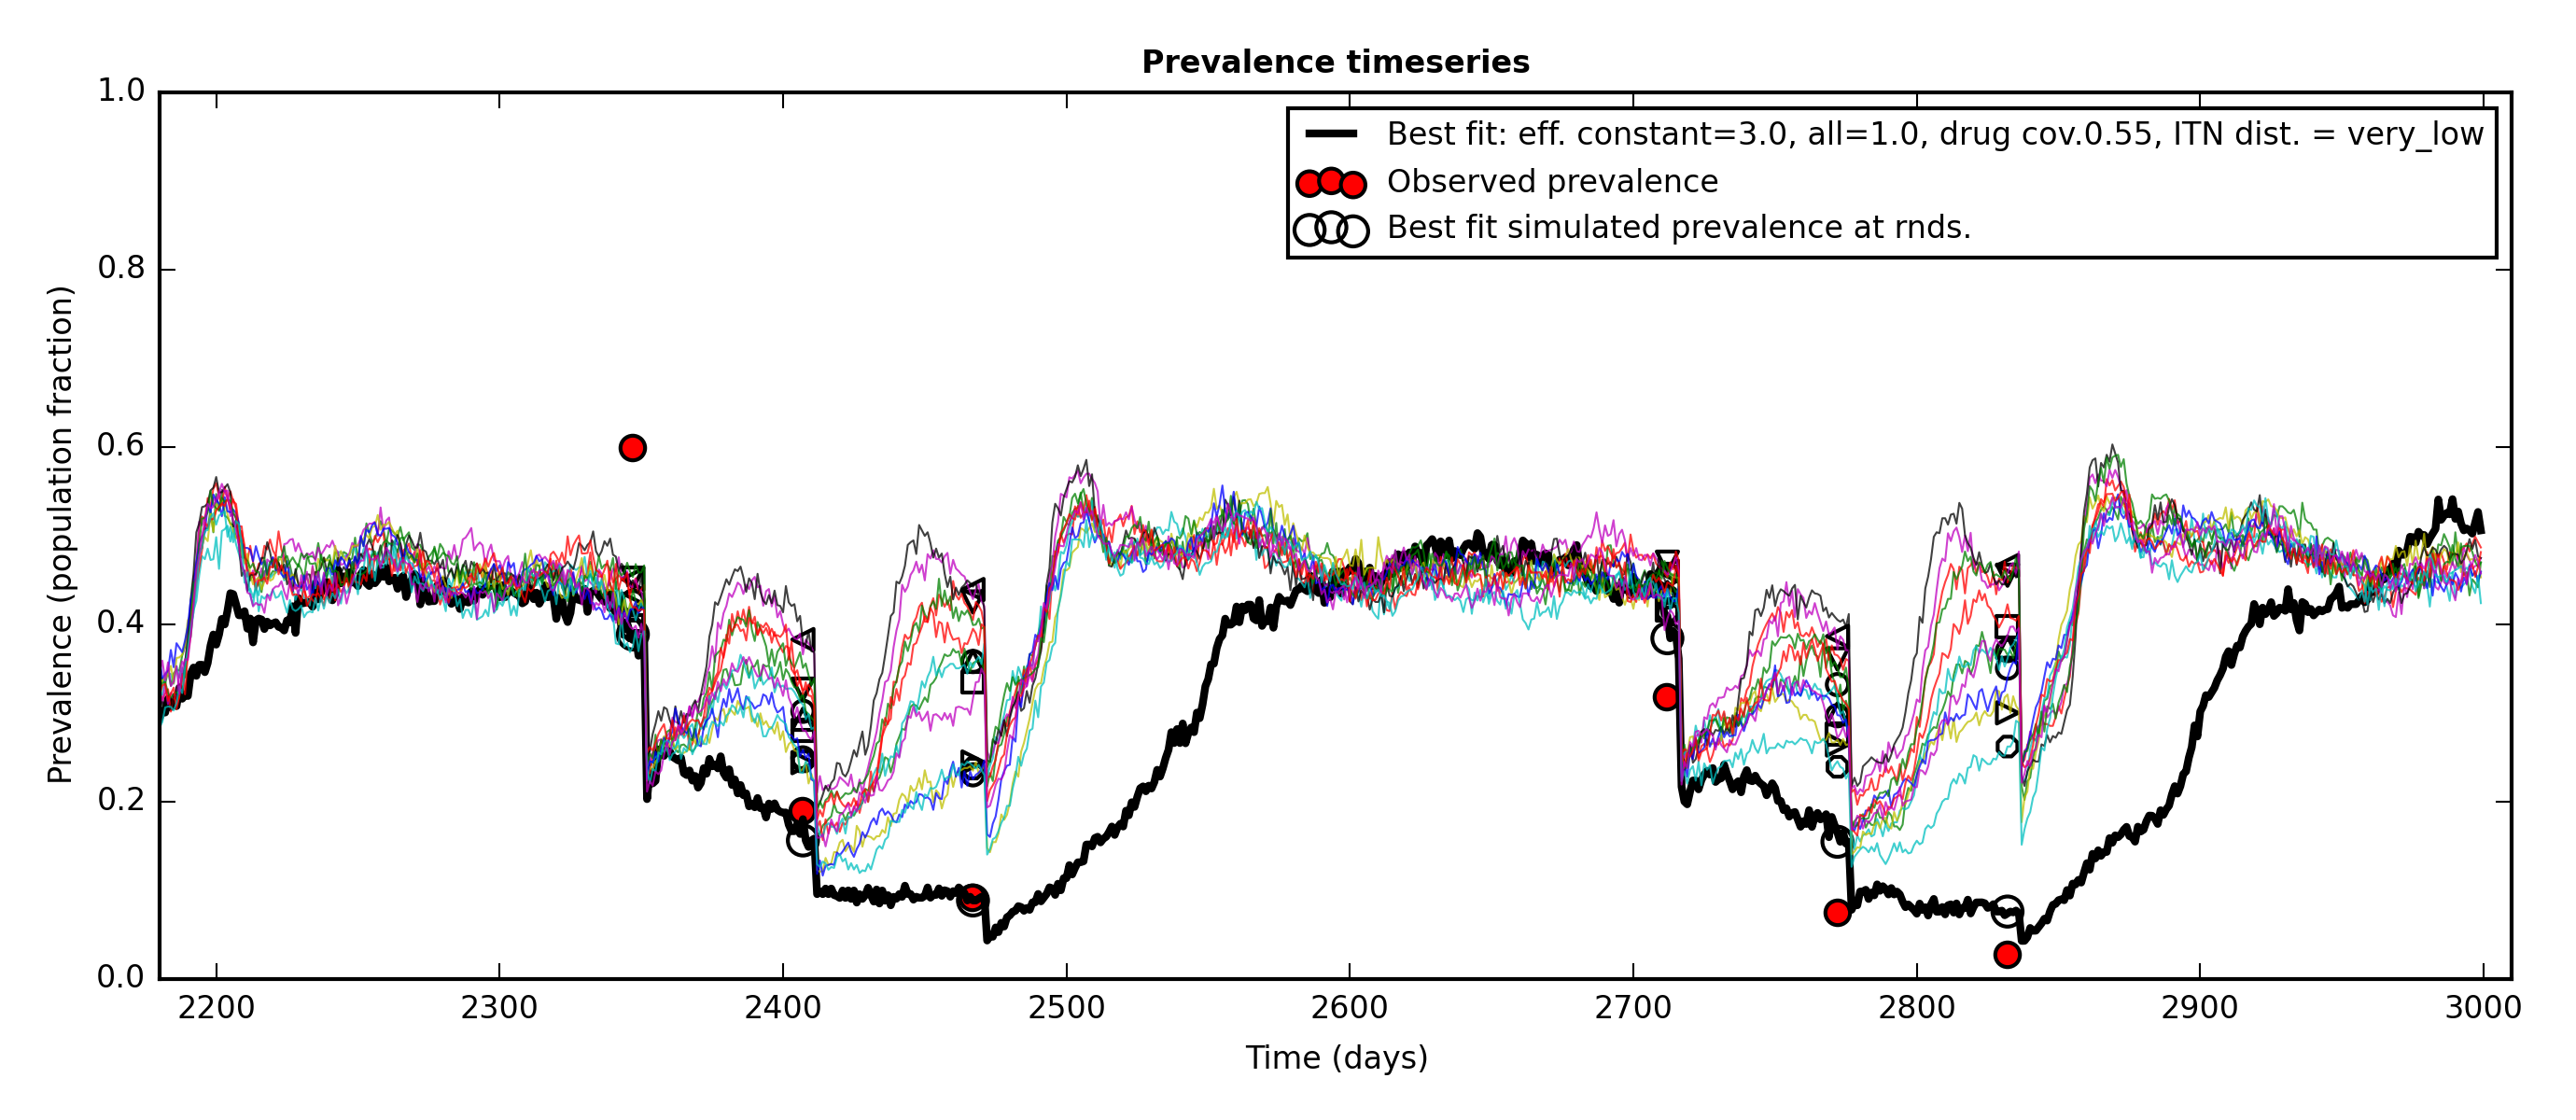 Prevalence timeseries
1.0
0.8
0.6
0.4
0.2
0.0
Prevalence (population fraction)
Best fit: eff. constant=3.0, all=1.0, drug cov.0.55, ITN dist. = very_low
Observed prevalence
Best fit simulated prevalence at rnds.
2200 2300 2400 2500 2600 2700 2800 2900 3000
Time (days)